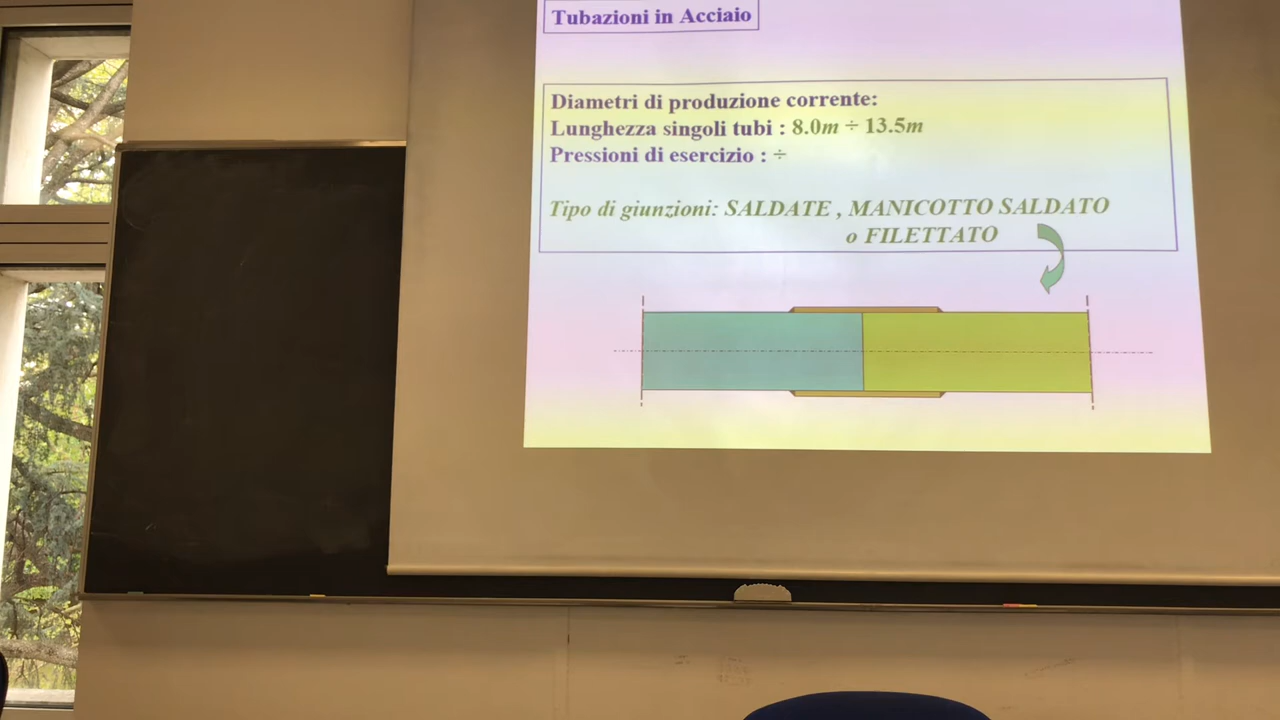 Tubazioni in Acciaio
Diametri di produzione corrente:
Lunghezza singoli tubi : 8.0m ÷ 13.5m
Pressioni di esercizio : ÷
Tipo di giunzioni: SALDATE , MANICOTTO SALDATO
o FILETTATO